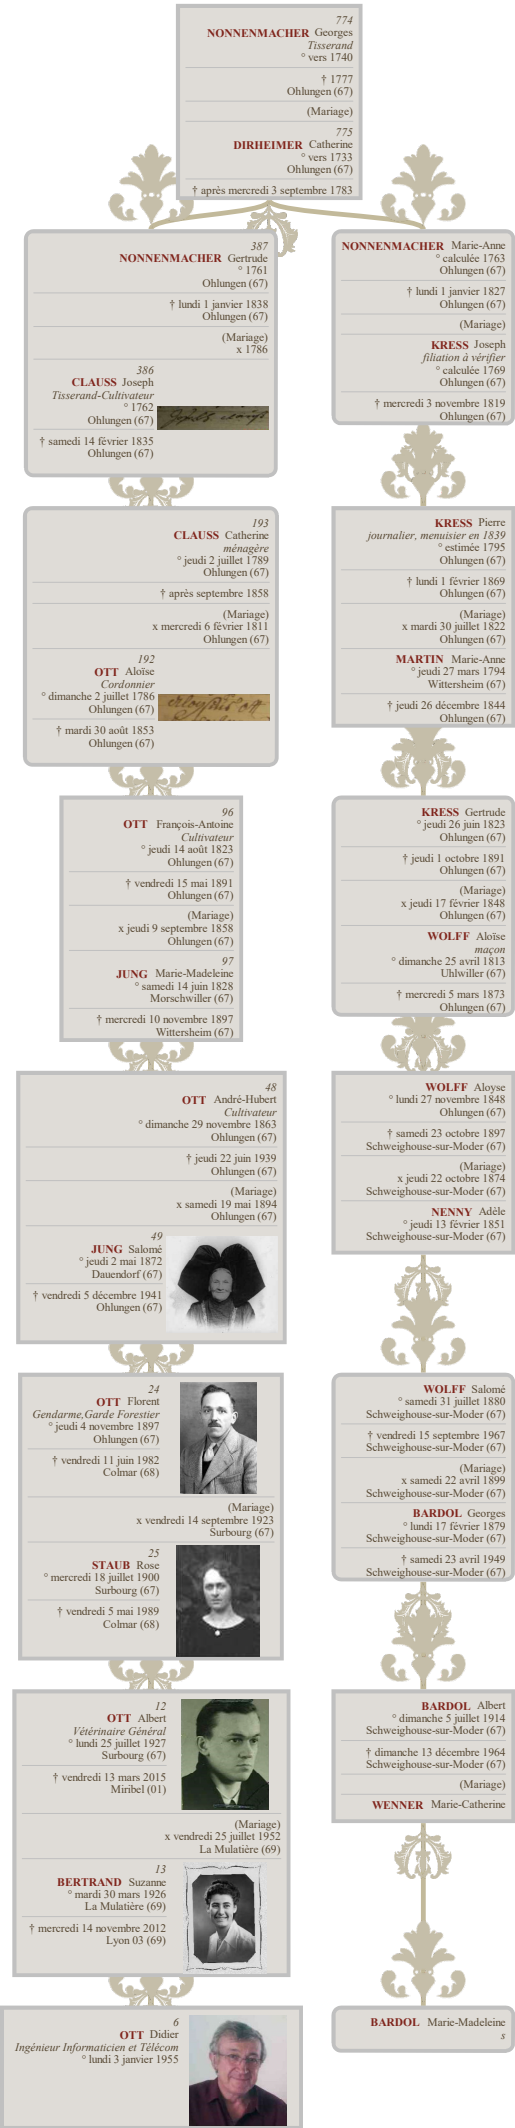 774
NONNENMACHER Georges
Tisserand
° vers 1740
† 1777
Ohlungen (67)
(Mariage)
775
DIRHEIMER Catherine
° vers 1733
Ohlungen (67)
† après mercredi 3 septembre 1783
387
NONNENMACHER Gertrude
° 1761
Ohlungen (67)
† lundi 1 janvier 1838
Ohlungen (67)
(Mariage)
x 1786
386
CLAUSS Joseph
Tisserand-Cultivateur
° 1762
Ohlungen (67)
† samedi 14 février 1835
Ohlungen (67)
193
CLAUSS Catherine
ménagère
° jeudi 2 juillet 1789
Ohlungen (67)
† après septembre 1858
(Mariage)
x mercredi 6 février 1811
Ohlungen (67)
192
OTT Aloïse
Cordonnier
° dimanche 2 juillet 1786
Ohlungen (67)
† mardi 30 août 1853
Ohlungen (67)
96
OTT François-Antoine
Cultivateur
° jeudi 14 août 1823
Ohlungen (67)
† vendredi 15 mai 1891
Ohlungen (67)
(Mariage)
x jeudi 9 septembre 1858
Ohlungen (67)
97
JUNG Marie-Madeleine
° samedi 14 juin 1828
Morschwiller (67)
† mercredi 10 novembre 1897
Wittersheim (67)
48
OTT André-Hubert
Cultivateur
° dimanche 29 novembre 1863
Ohlungen (67)
† jeudi 22 juin 1939
Ohlungen (67)
(Mariage)
x samedi 19 mai 1894
Ohlungen (67)
49
JUNG Salomé
° jeudi 2 mai 1872
Dauendorf (67)
† vendredi 5 décembre 1941
Ohlungen (67)
24
OTT Florent
Gendarme,Garde Forestier
° jeudi 4 novembre 1897
Ohlungen (67)
† vendredi 11 juin 1982
Colmar (68)
(Mariage)
x vendredi 14 septembre 1923
Surbourg (67)
25
STAUB Rose
° mercredi 18 juillet 1900
Surbourg (67)
† vendredi 5 mai 1989
Colmar (68)
12
OTT Albert
Vétérinaire Général
° lundi 25 juillet 1927
Surbourg (67)
† vendredi 13 mars 2015
Miribel (01)
(Mariage)
x vendredi 25 juillet 1952
La Mulatière (69)
13
BERTRAND Suzanne
° mardi 30 mars 1926
La Mulatière (69)
† mercredi 14 novembre 2012
Lyon 03 (69)
6
OTT Didier
Ingénieur Informaticien et Télécom
° lundi 3 janvier 1955
NONNENMACHER Marie-Anne
° calculée 1763
Ohlungen (67)
† lundi 1 janvier 1827
Ohlungen (67)
(Mariage)
KRESS Joseph
filiation à vérifier
° calculée 1769
Ohlungen (67)
† mercredi 3 novembre 1819
Ohlungen (67)
KRESS Pierre
journalier, menuisier en 1839
° estimée 1795
Ohlungen (67)
† lundi 1 février 1869
Ohlungen (67)
(Mariage)
x mardi 30 juillet 1822
Ohlungen (67)
MARTIN Marie-Anne
° jeudi 27 mars 1794
Wittersheim (67)
† jeudi 26 décembre 1844
Ohlungen (67)
KRESS Gertrude
° jeudi 26 juin 1823
Ohlungen (67)
† jeudi 1 octobre 1891
Ohlungen (67)
(Mariage)
x jeudi 17 février 1848
Ohlungen (67)
WOLFF Aloïse
maçon
° dimanche 25 avril 1813
Uhlwiller (67)
† mercredi 5 mars 1873
Ohlungen (67)
WOLFF Aloyse
° lundi 27 novembre 1848
Ohlungen (67)
† samedi 23 octobre 1897
Schweighouse-sur-Moder (67)
(Mariage)
x jeudi 22 octobre 1874
Schweighouse-sur-Moder (67)
NENNY Adèle
° jeudi 13 février 1851
Schweighouse-sur-Moder (67)
WOLFF Salomé
° samedi 31 juillet 1880
Schweighouse-sur-Moder (67)
† vendredi 15 septembre 1967
Schweighouse-sur-Moder (67)
(Mariage)
x samedi 22 avril 1899
Schweighouse-sur-Moder (67)
BARDOL Georges
° lundi 17 février 1879
Schweighouse-sur-Moder (67)
† samedi 23 avril 1949
Schweighouse-sur-Moder (67)
BARDOL Albert
° dimanche 5 juillet 1914
Schweighouse-sur-Moder (67)
† dimanche 13 décembre 1964
Schweighouse-sur-Moder (67)
(Mariage)
WENNER Marie-Catherine
BARDOL Marie-Madeleine
s